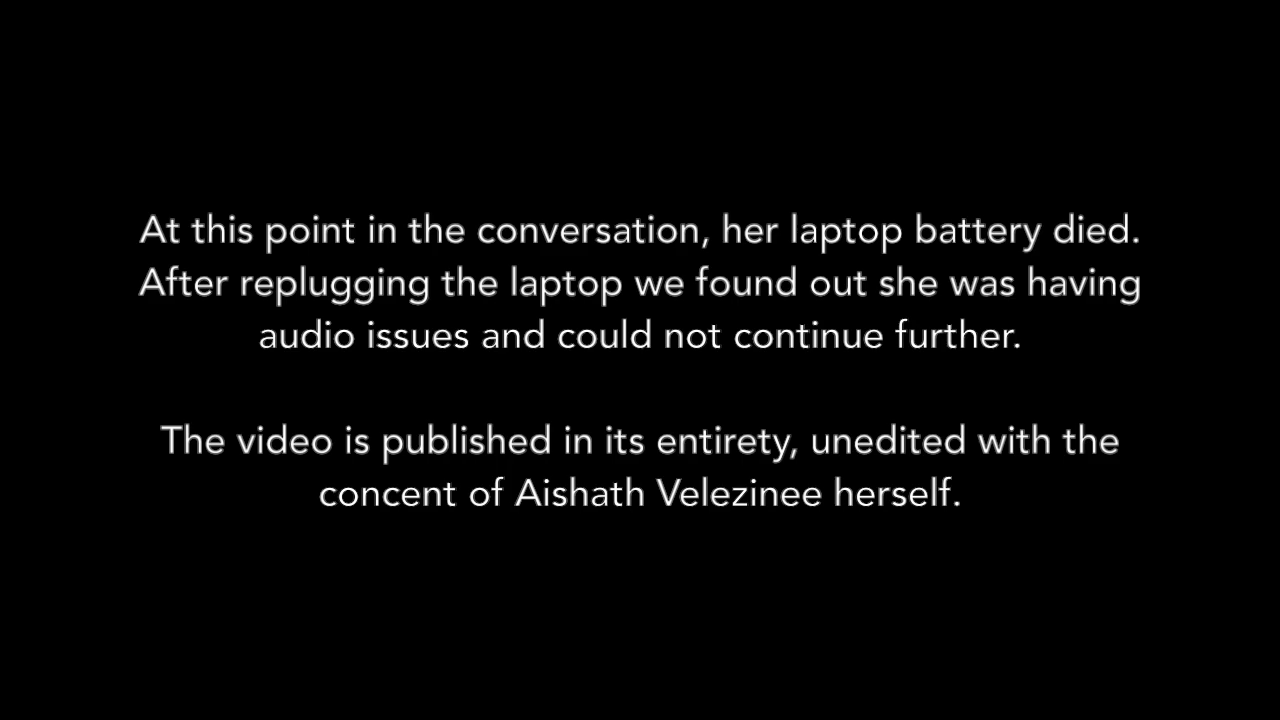 At this point in the conversation, her laptop battery died.
After replugging the laptop we found out she was having
audio issues and could not continue further.
The video is published in its entirety, unedited with the
concent of Aishath Velezinee herself.